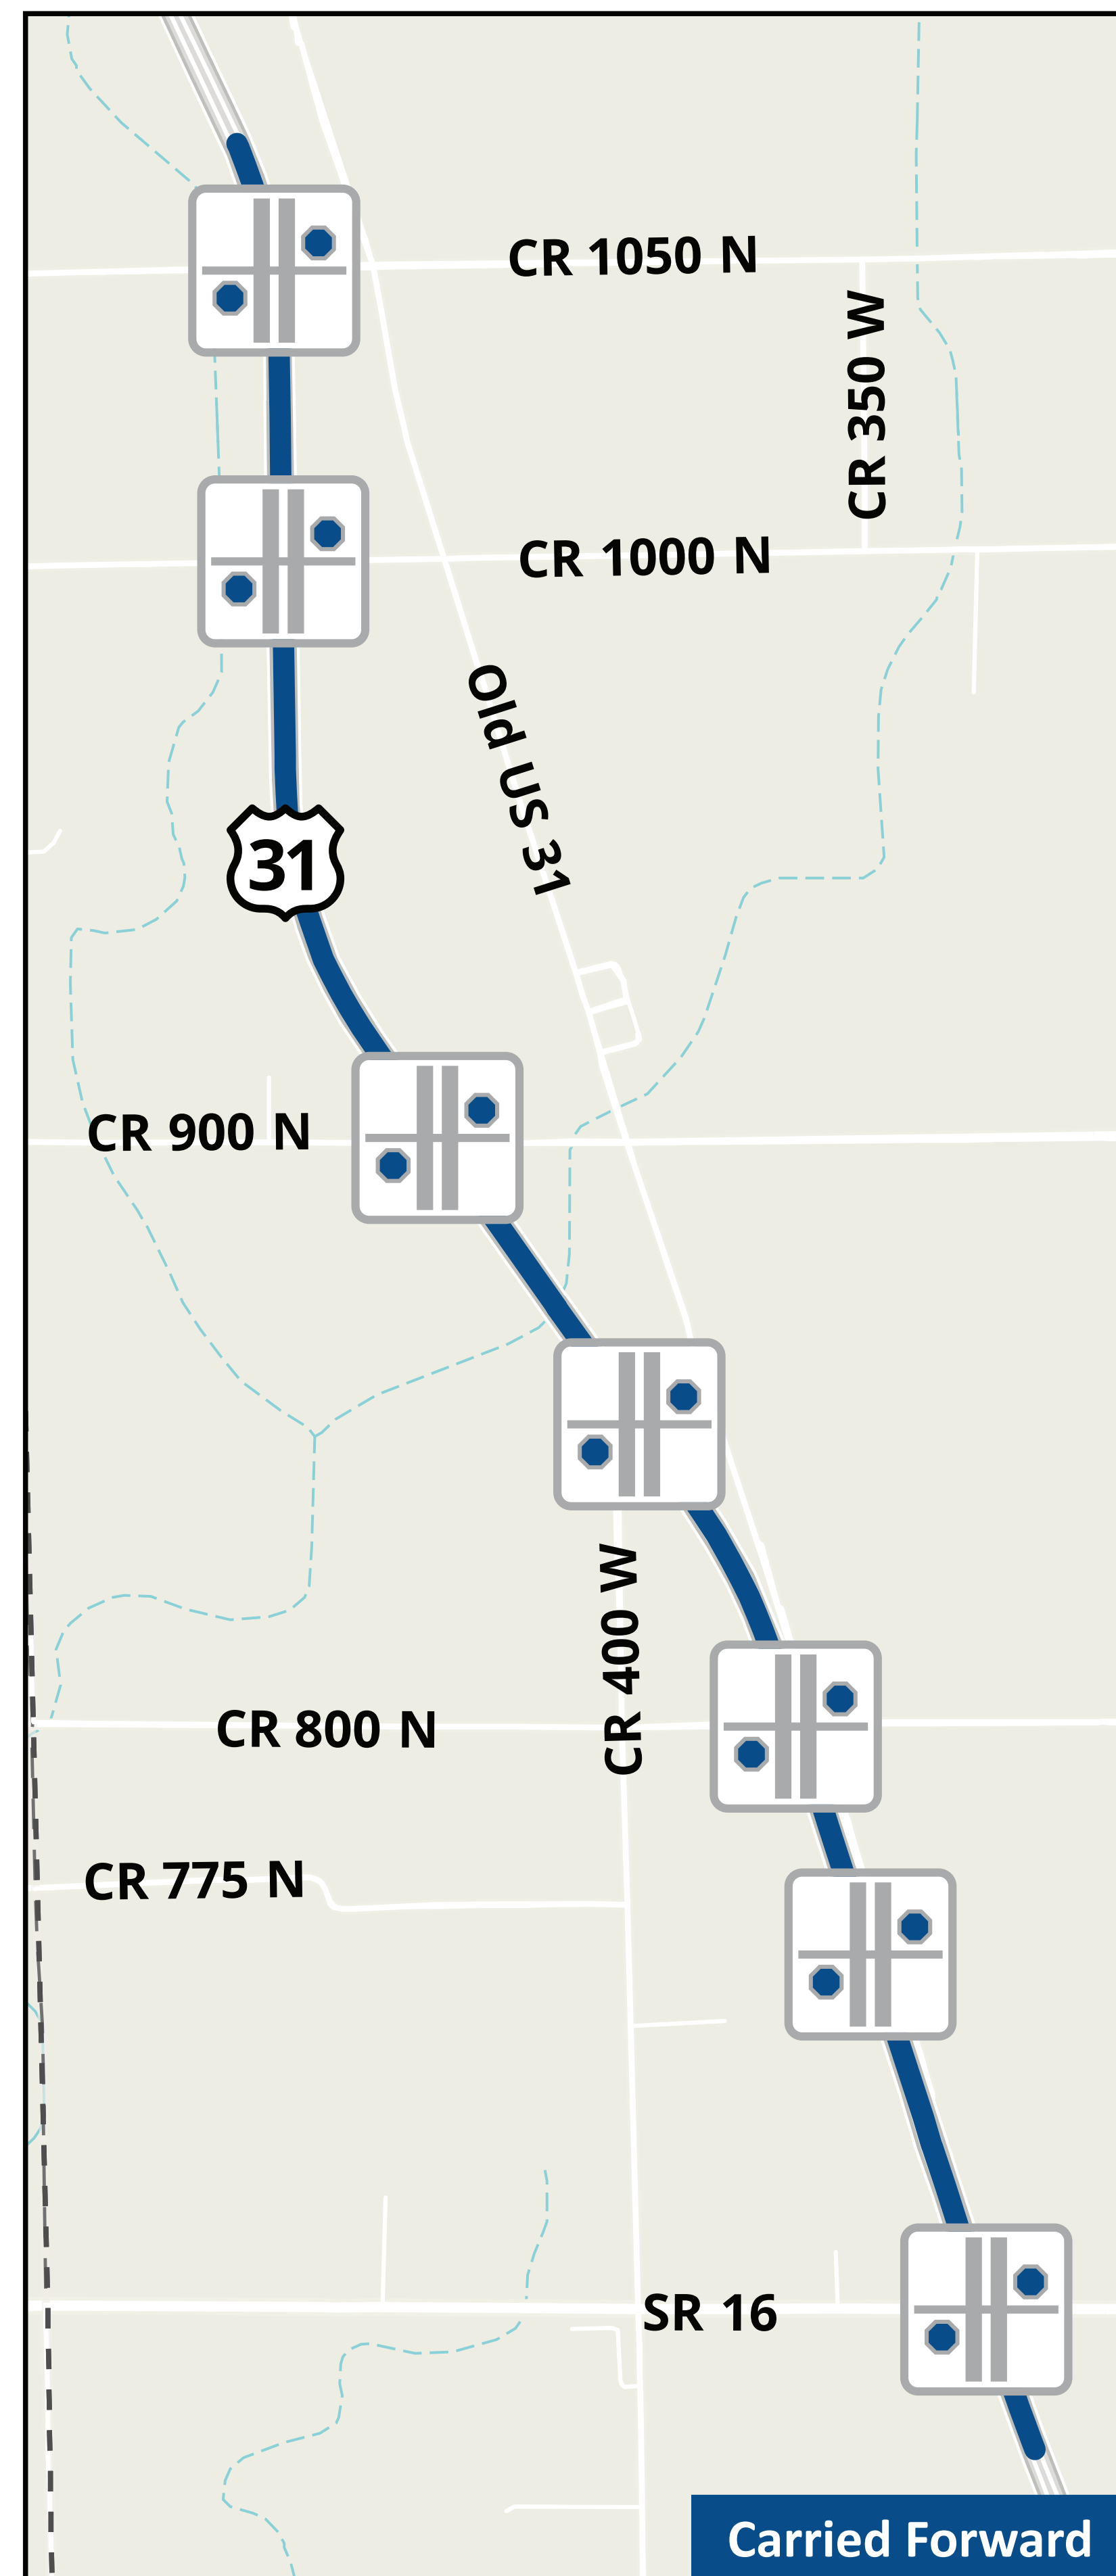 CR 1050 N
CR 350 W
CR 1000 N
Old US 31
31
CR 900 N
CR 400 W
CR 800 N
CR 775 N
SR 16
Carried Forward